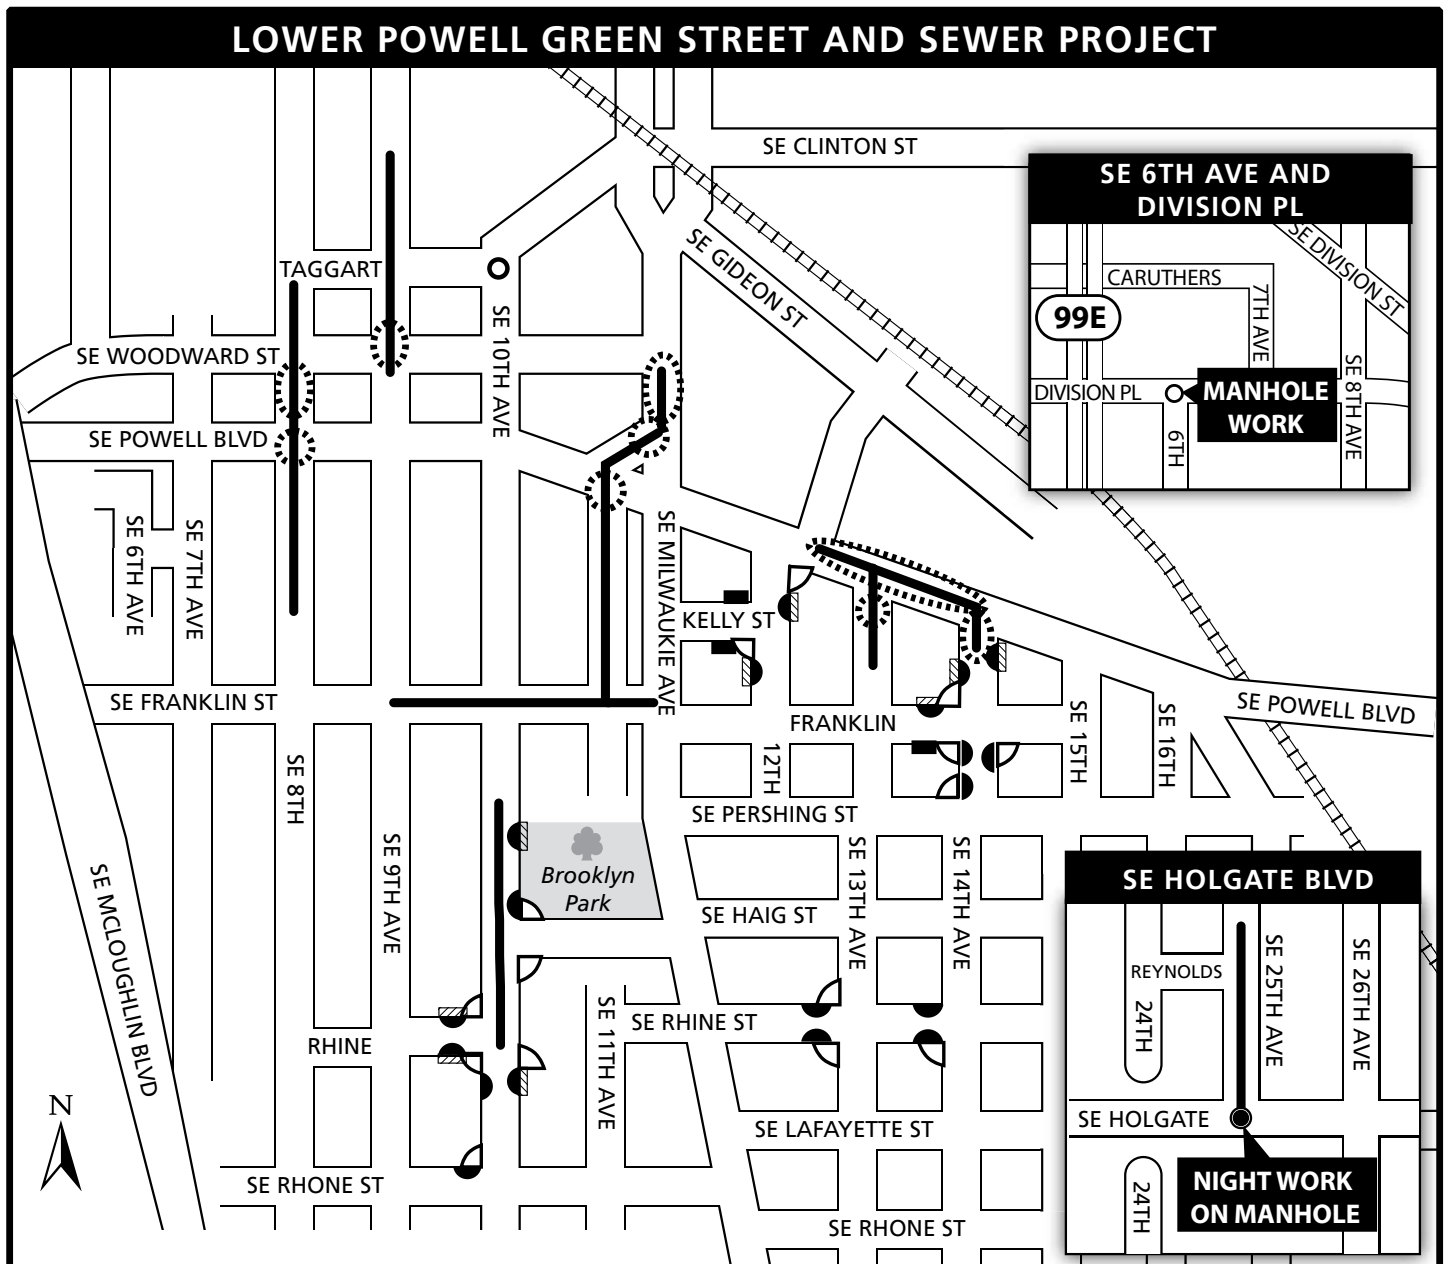 LOWER POWELL GREEN STREET AND SEWER PROJECT
SE CLINTON ST
SE 6TH AVE AND
DIVISION PL
SE DIVISION ST
CARUTHERS
7TH AVE
99E
SE 8TH AVE
DIVISION PL
MANHOLE
WORK
6TH
SE GIDEON ST
TAGGART
SE 10TH AVE
SE WOODWARD ST
SE POWELL BLVD
SE 6TH AVE
SE 7TH AVE
SE MILWAUKIE AVE
KELLY ST
SE FRANKLIN ST
FRANKLIN
SE 15TH
SE 16TH
SE POWELL BLVD
SE 8TH
12TH
SE PERSHING ST
SE 9TH AVE
Brooklyn
Park
SE 13TH AVE
SE 14TH AVE
SE HAIG ST
SE MCLOUGHLIN BLVD
SE HOLGATE BLVD
REYNOLDS
SE 25TH AVE
SE 26TH AVE
24TH
SE RHINE ST
SE 11TH AVE
RHINE
N
SE LAFAYETTE ST
SE HOLGATE
NIGHT WORK
ON MANHOLE
24TH
SE RHONE ST
SE RHONE ST